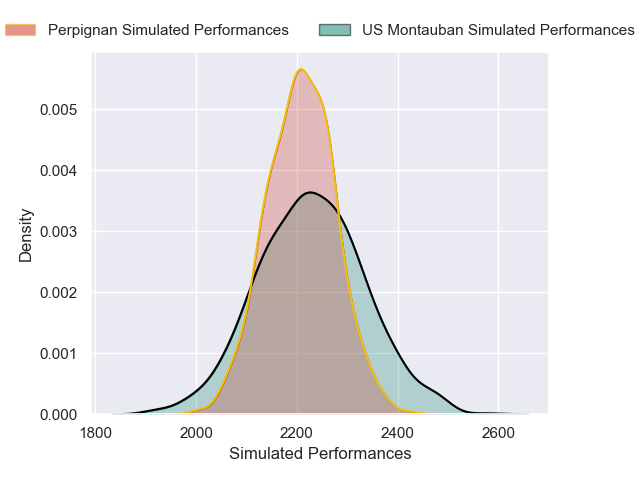 Perpignan Simulated Performances
US Montauban Simulated Performances
Density
0.005
0.004
0.003
0.002
0.001
0.000
1800
2000
2200
2400
2600
Simulated Performances